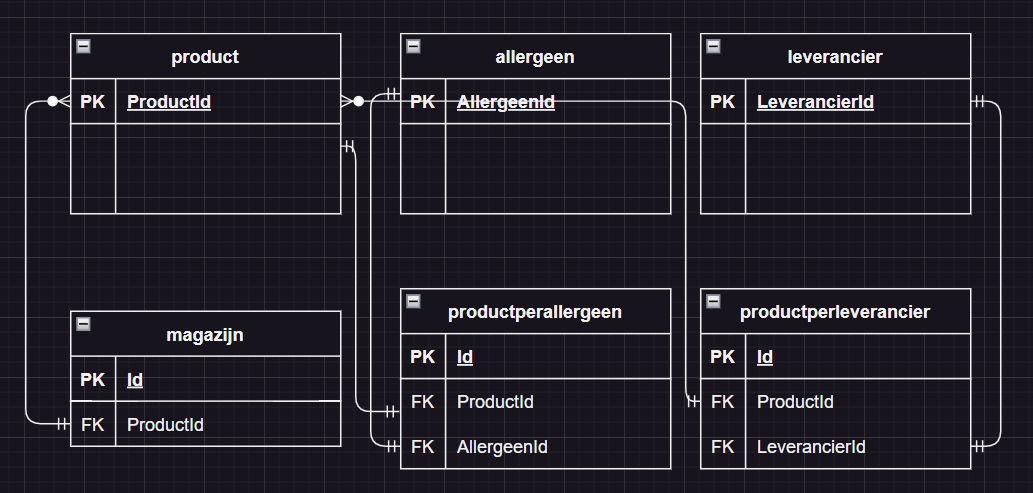 product
PK ProductId
allergeen
PK AllergeenId
leverancier
PK LeverancierId
magazijn
PK Id
FK ProductId
productperallergeen
PK Id
FK ProductId
FK AllergeenId
productperleverancier
PK Id
FK ProductId
FK LeverancierId